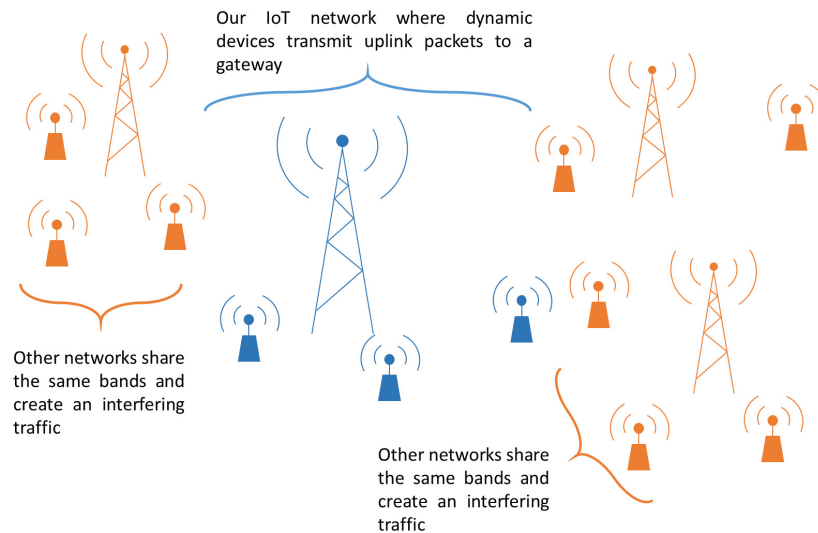 Our IoT network where dynamic
devices transmit uplink packets to a
gateway
Other networks share
the same bands and
create an interfering
traffic
Other networks share
the same bands and
create an interfering
traffic